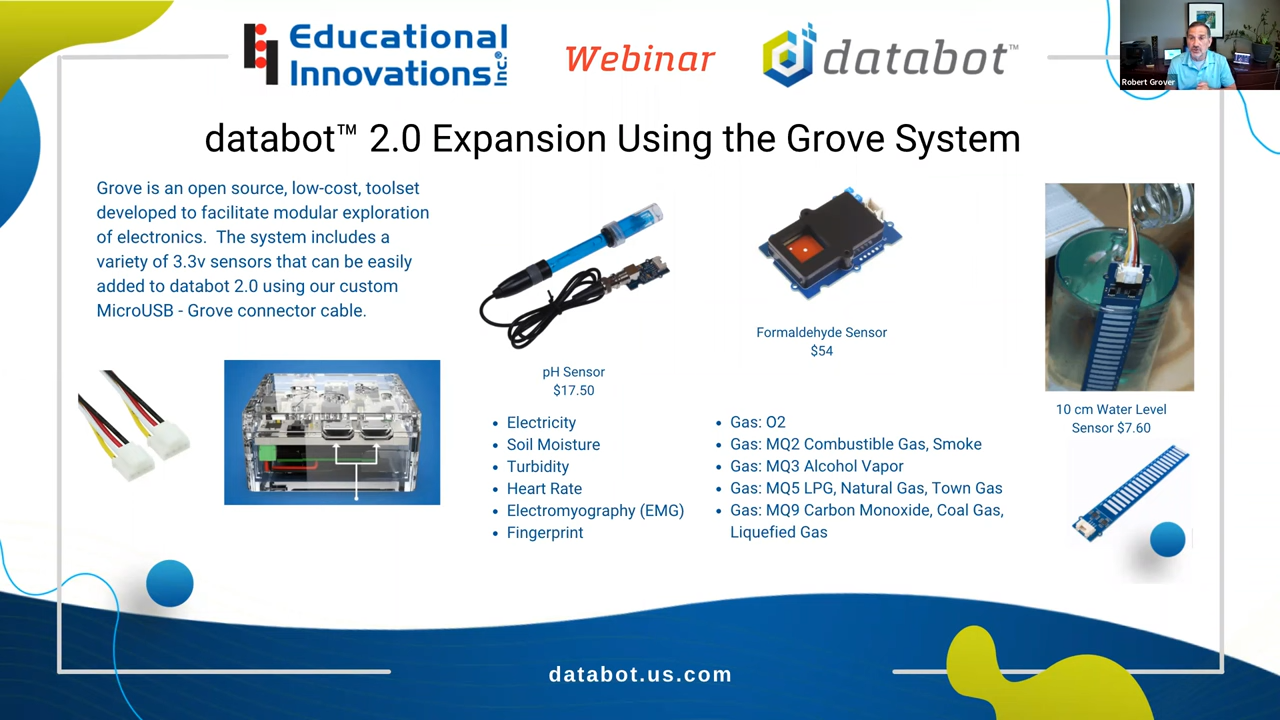 Educational
Innovations Inc.®
Webinar
databot™
Robert Grover
databot™ 2.0 Expansion Using the Grove System
Grove is an open source, low-cost, toolset
developed to facilitate modular exploration
of electronics. The system includes a
variety of 3.3v sensors that can be easily
added to databot 2.0 using our custom
MicroUSB - Grove connector cable.
pH Sensor
$17.50
• Electricity
• Soil Moisture
• Turbidity
• Heart Rate
• Electromyography (EMG)
• Fingerprint
Formaldehyde Sensor
$54
• Gas: O2
• Gas: MQ2 Combustible Gas, Smoke
• Gas: MQ3 Alcohol Vapor
• Gas: MQ5 LPG, Natural Gas, Town Gas
• Gas: MQ9 Carbon Monoxide, Coal Gas,
Liquefied Gas
10 cm Water Level
Sensor $7.60
databot.us.com